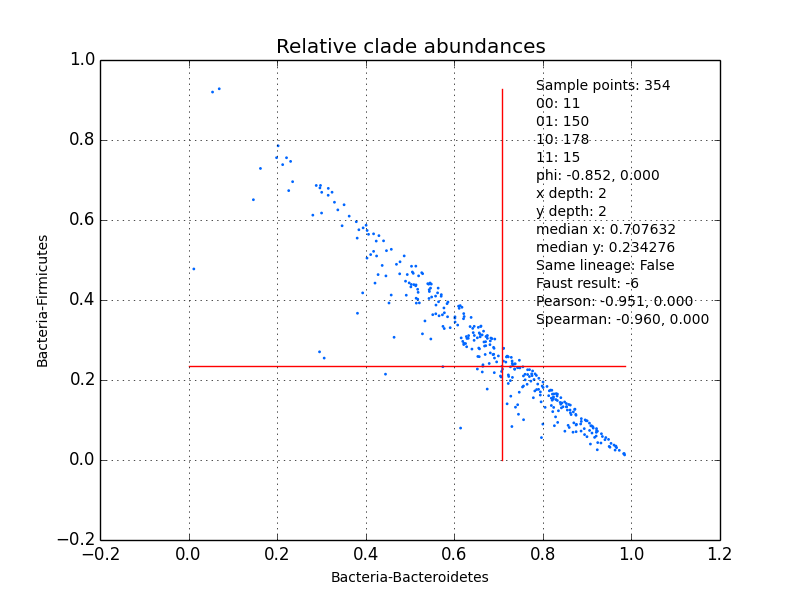 Relative clade abundances
1.0
0.8
0.6
0.4
0.2
0.0
−0.2
Bacteria-Firmicutes
Sample points: 354
00: 11
01: 150
10: 178
11: 15
phi: -0.852, 0.000
x depth: 2
y depth: 2
median x: 0.707632
median y: 0.234276
Same lineage: False
Faust result: -6
Pearson: -0.951, 0.000
Spearman: -0.960, 0.000
−0.2 0.0 0.2 0.4 0.6 0.8 1.0 1.2
Bacteria-Bacteroidetes